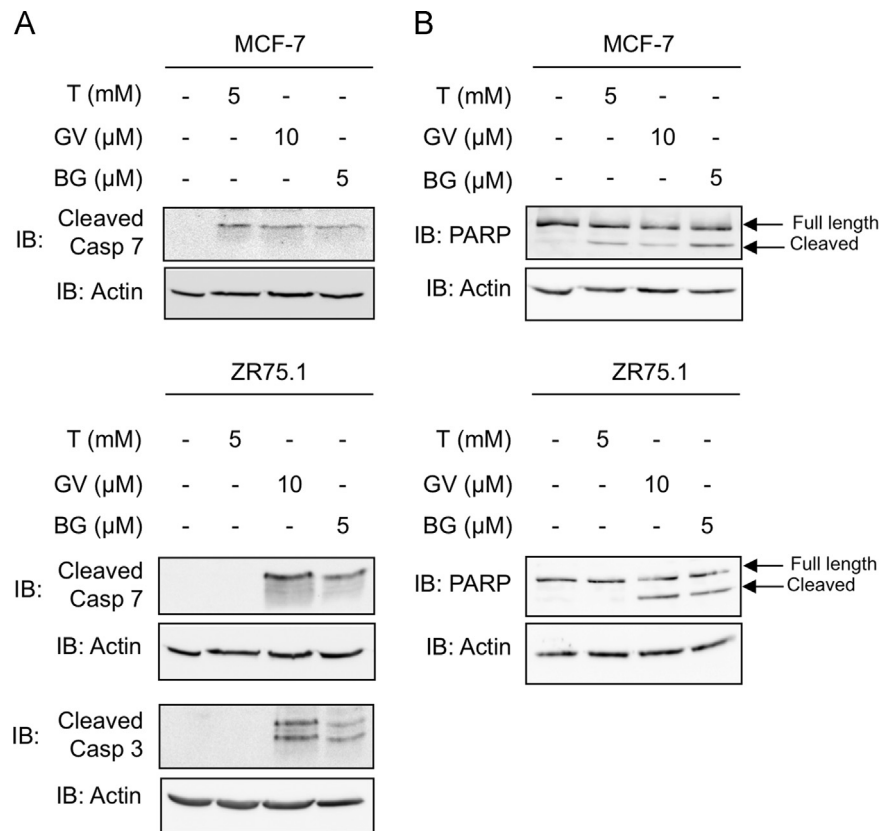 A
MCF-7
T (mM) - 5 - -
GV (µM) - - 10 -
BG (µM) - - - 5
IB: Cleaved
Casp 7
IB: Actin
ZR75.1
T (mM) - 5 - -
GV (µM) - - 10 -
BG (µM) - - - 5
IB: Cleaved
Casp 7
IB: Actin
IB: Cleaved
Casp 3
IB: Actin
B
MCF-7
T (mM) - 5 - -
GV (µM) - - 10 -
BG (µM) - - - 5
IB: PARP
Full length
Cleaved
IB: Actin
ZR75.1
T (mM) - 5 - -
GV (µM) - - 10 -
BG (µM) - - - 5
IB: PARP
Full length
Cleaved
IB: Actin